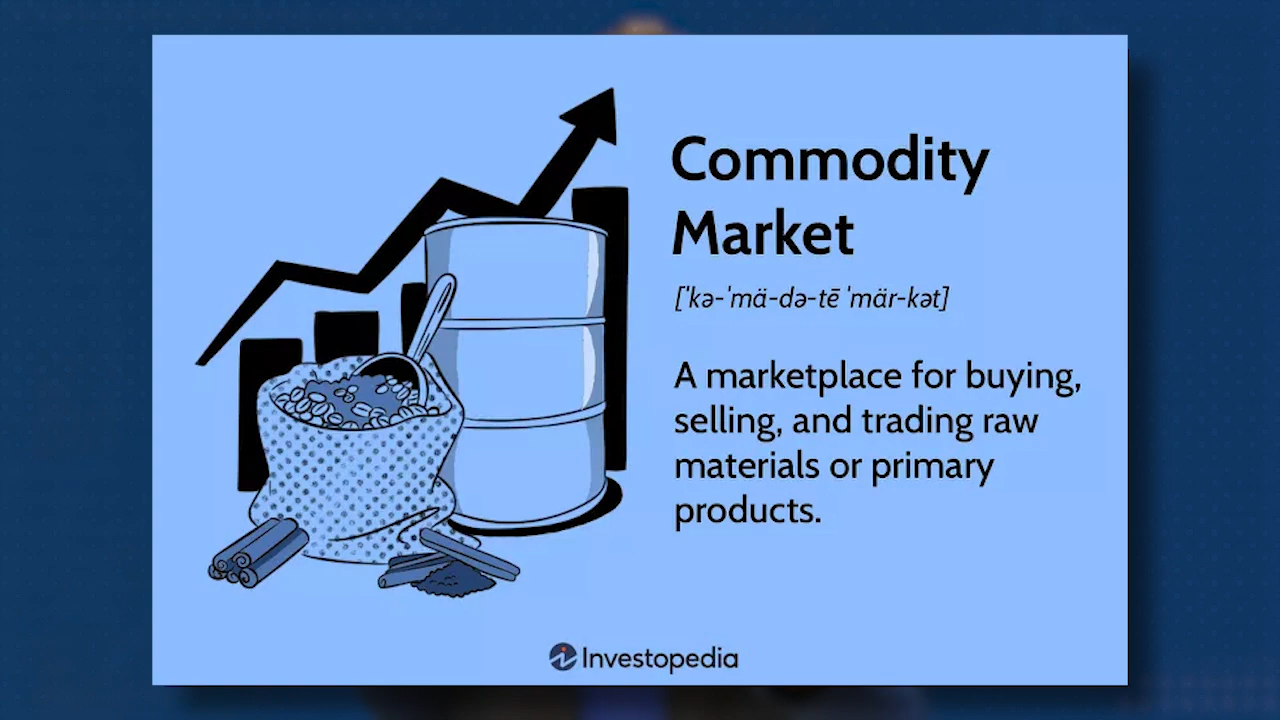 Commodity
Market
[ˈkə-ˈmä-də-tē ˈmär-kət]
A marketplace for buying,
selling, and trading raw
materials or primary
products.
Investopedia